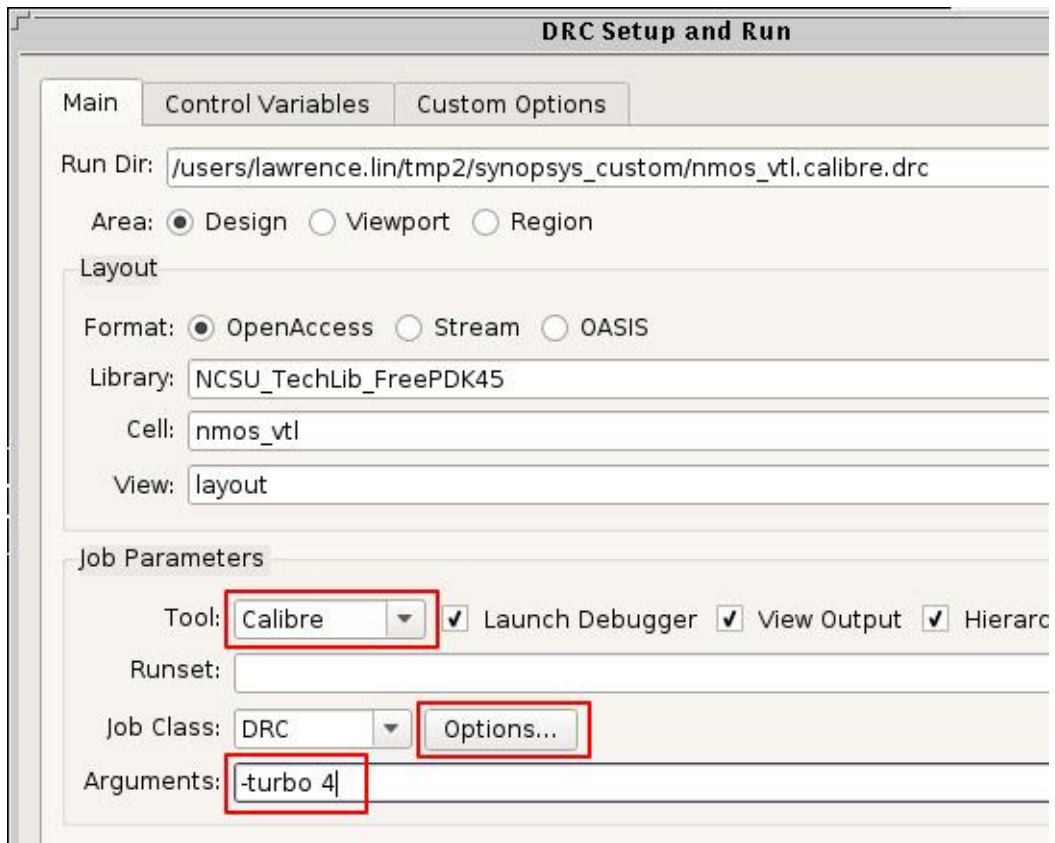 DRC Setup and Run
Main Control Variables Custom Options
Run Dir: /users/lawrence.lin/tmp2/synopsys_custom/nmos_vtl.calibre.drc
Area: Design Viewport Region
Layout
Format: OpenAccess Stream OASIS
Library: NCSU_TechLib_FreePDK45
Cell: nmos_vtl
View: layout
Job Parameters
Tool: Calibre Launch Debugger View Output Hierarc
Runset:
Job Class: DRC Options...
Arguments: -turbo 4